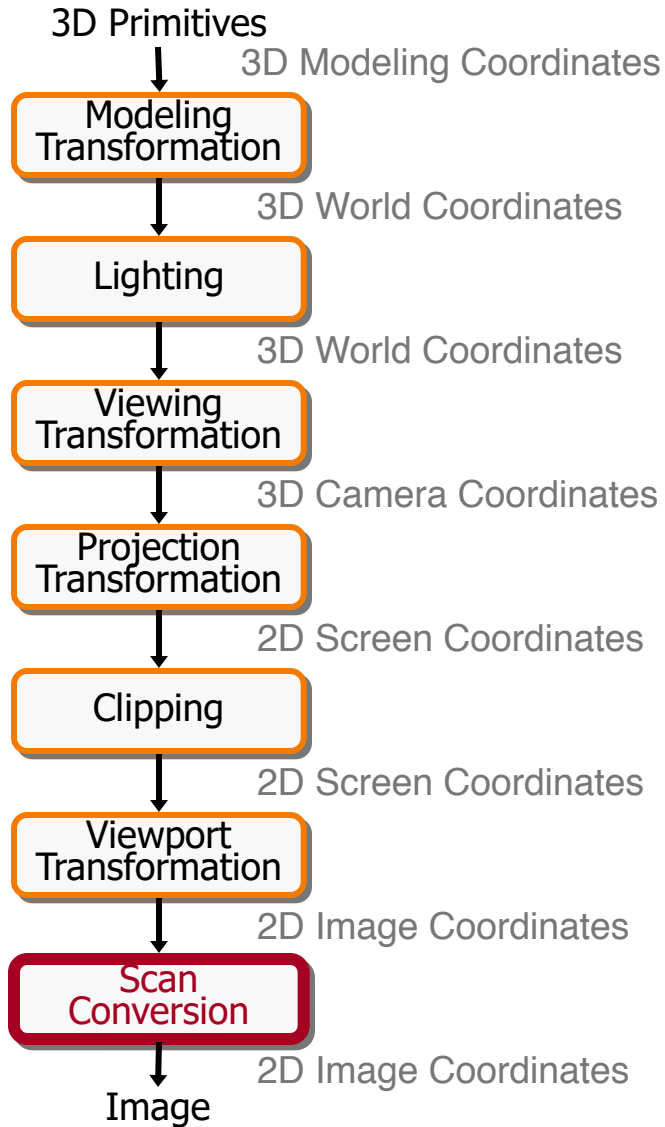 3D Primitives
3D Modeling Coordinates
Modeling
Transformation
3D World Coordinates
Lighting
3D World Coordinates
Viewing
Transformation
3D Camera Coordinates
Projection
Transformation
2D Screen Coordinates
Clipping
2D Screen Coordinates
Viewport
Transformation
2D Image Coordinates
Scan
Conversion
2D Image Coordinates
Image